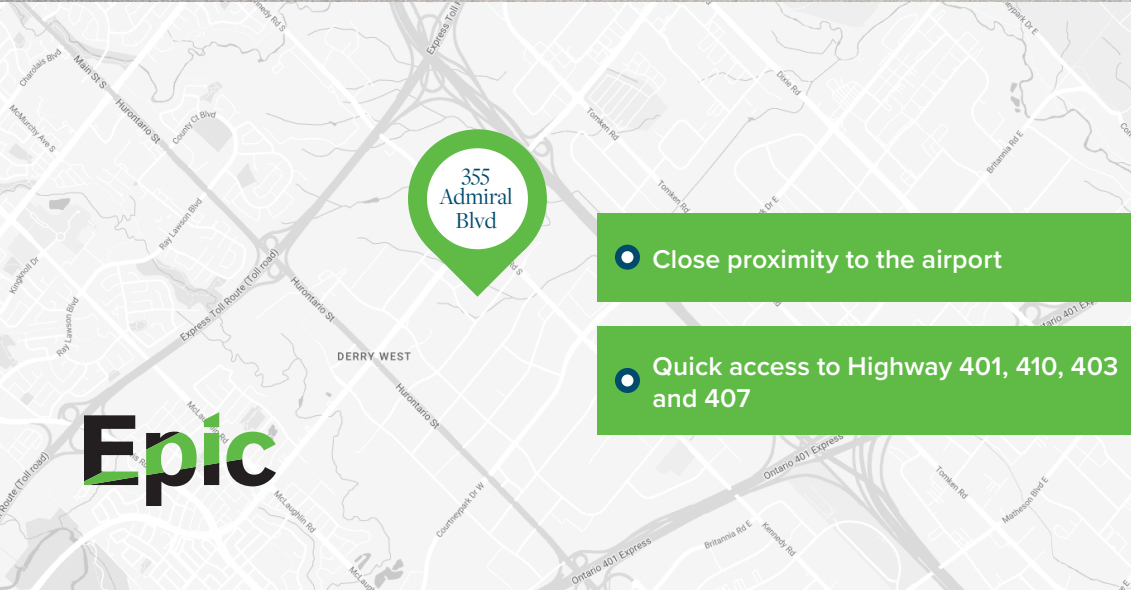 Express Toll
Kennedy Rd S
Charolais Blvd
Main St S
Hurontario St
County Ct Blvd
McMurchy Ave S
Dixie Rd
Tomken Rd
Britannia Rd E
355
Admiral
Blvd
Tomken Rd
Dr E
Close proximity to the airport
Ray Lawson Blvd
Kingknoll Dr
Express Toll Route (Toll road)
Hurontario St
Ray Lawson Blvd
DERRY WEST
Quick access to Highway 401, 410, 403
and 407
Hurontario St
Epic
Route (Toll road)
Ontario 401 Express
Tomken Rd
Matheson Blvd E
McLaughlin Rd
Courtneypark Dr W
Britannia Rd E
Kennedy Rd
Ontario 401 Express